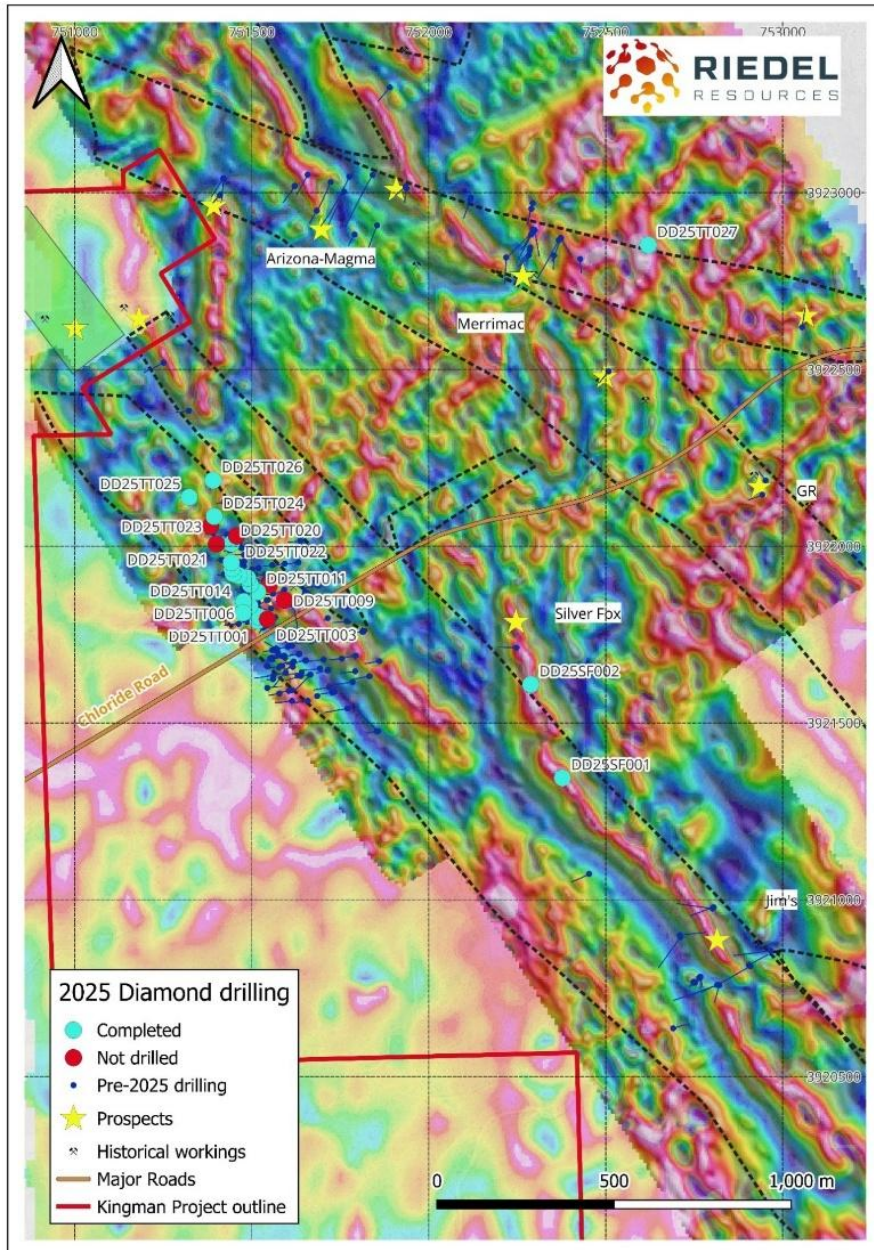 751000
751500
752000
752500
753000
RIEDEL
RESOURCES
3923000
DD25TT027
Arizona-Magma
Merrimac
3922500
DD25TT026
DD25TT025
DD25TT024
GR
DD25TT023
DD25TT020
3922000
DD25TT022
DD25TT021
DD25TT011
DD25TT014
DD25TT009
DD25TT006
Silver Fox
DD25TT001
DD25TT003
DD25SF002
Chloride Road
3921500
DD25SF001
Jim's
3921000
2025 Diamond drilling
Completed
Not drilled
Pre-2025 drilling
Prospects
Historical workings
Major Roads
Kingman Project outline
3920500
0 500 1,000 m